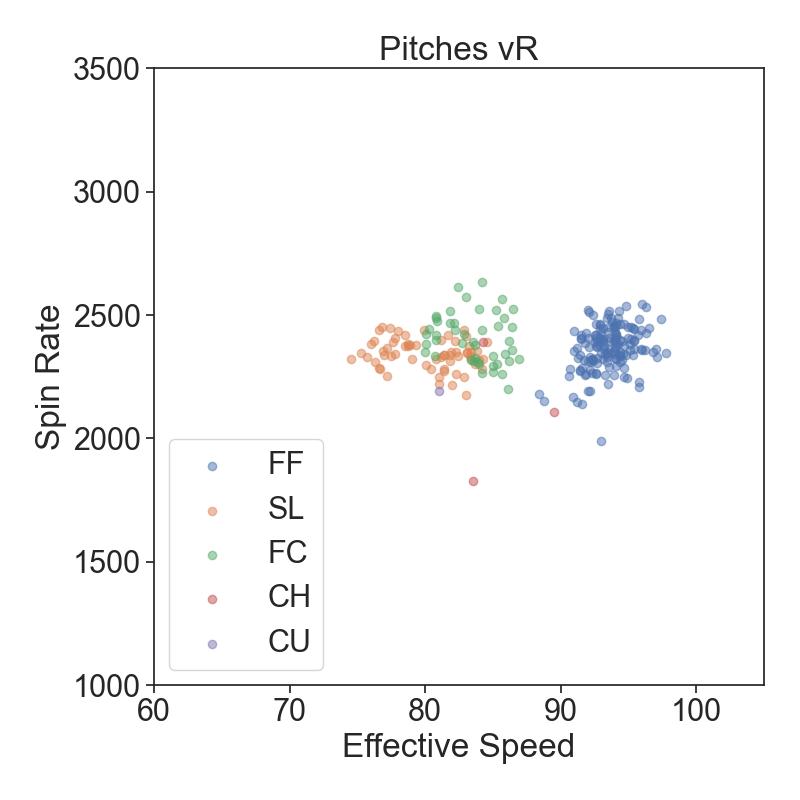 Pitches vR
3500
3000
2500
2000
1500
1000
Spin Rate
FF
SL
FC
CH
CU
60 70 80 90 100
Effective Speed